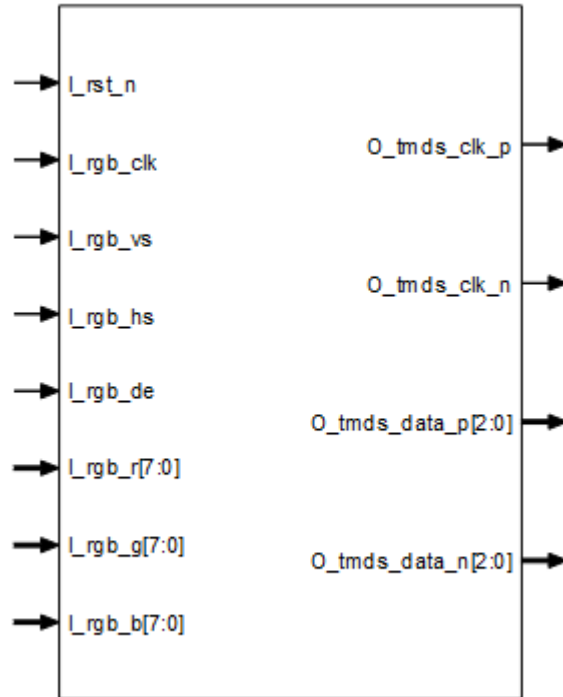 I_rst_n
I_rgb_clk
I_rgb_vs
I_rgb_hs
I_rgb_de
I_rgb_r[7:0]
I_rgb_g[7:0]
I_rgb_b[7:0]
O_tmds_clk_p
O_tmds_clk_n
O_tmds_data_p[2:0]
O_tmds_data_n[2:0]